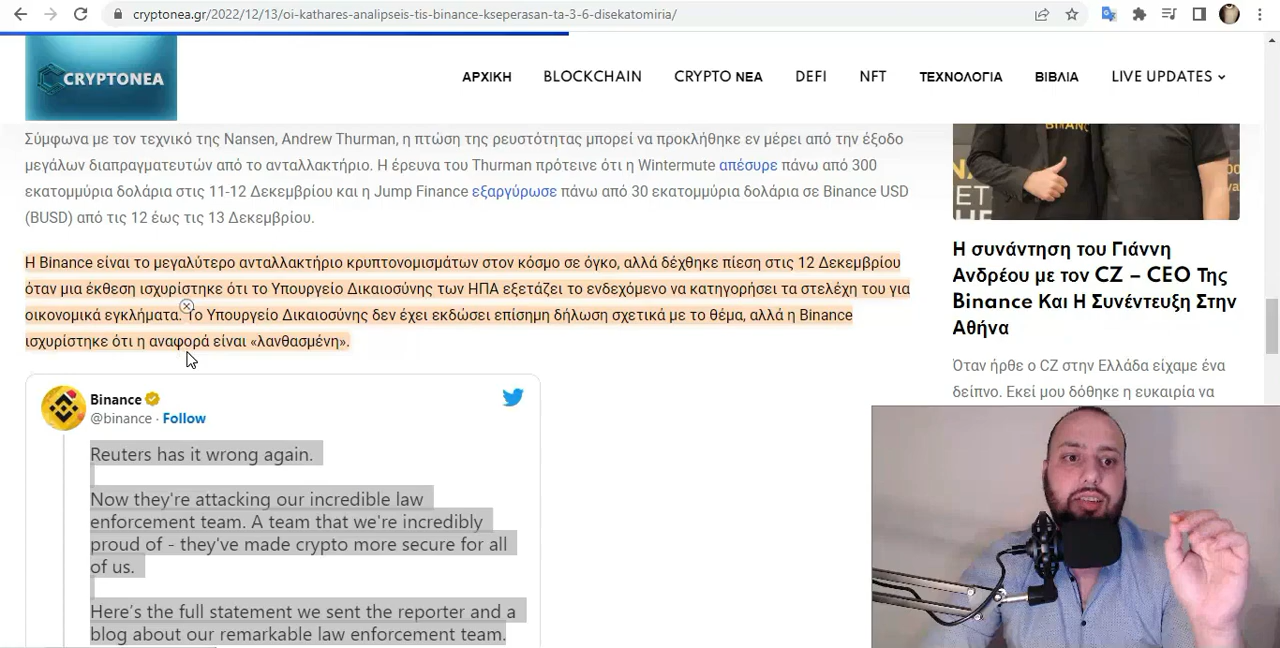 cryptonea.gr/2022/12/13/oi-kathares-analipseis-tis-binance-kseperasan-ta-3-6-disekatomiria/
CRYPTONEA
ΑΡΧΙΚΗ BLOCKCHAIN CRYPTO ΝΕΑ DEFI NFT ΤΕΧΝΟΛΟΓΙΑ ΒΙΒΛΙΑ LIVE UPDATES
Σύμφωνα με τον τεχνικό της Nansen, Andrew Thurman, η πτώση της ρευστότητας μπορεί να προκλήθηκε εν μέρει από την έξοδο
μεγάλων διαπραγματευτών από το ανταλλακτήριο. Η έρευνα του Thurman πρότεινε ότι η Wintermute απέσυρε πάνω από 300
εκατομμύρια δολάρια στις 11-12 Δεκεμβρίου και η Jump Finance εξαργύρωσε πάνω από 30 εκατομμύρια δολάρια σε Binance USD
(BUSD) από τις 12 έως τις 13 Δεκεμβρίου.
Η Binance είναι το μεγαλύτερο ανταλλακτήριο κρυπτονομισμάτων στον κόσμο σε όγκο, αλλά δέχθηκε πίεση στις 12 Δεκεμβρίου
όταν μια έκθεση ισχυρίστηκε ότι το Υπουργείο Δικαιοσύνης των ΗΠΑ εξετάζει το ενδεχόμενο να κατηγορήσει τα στελέχη του για
οικονομικά εγκλήματα. Το Υπουργείο Δικαιοσύνης δεν έχει εκδώσει επίσημη δήλωση σχετικά με το θέμα, αλλά η Binance
ισχυρίστηκε ότι η αναφορά είναι «λανθασμένη».
Binance
@binance · Follow
Reuters has it wrong again.
Now they're attacking our incredible law
enforcement team. A team that we're incredibly
proud of - they've made crypto more secure for all
of us.
Here's the full statement we sent the reporter and a
blog about our remarkable law enforcement team.
Η συνάντηση του Γιάννη
Ανδρέου με τον CZ – CEO Της
Binance Και Η Συνέντευξη Στην
Αθήνα
Όταν ήρθε ο CZ στην Ελλάδα είχαμε ένα
δείπνο. Εκεί μου δόθηκε η ευκαιρία να